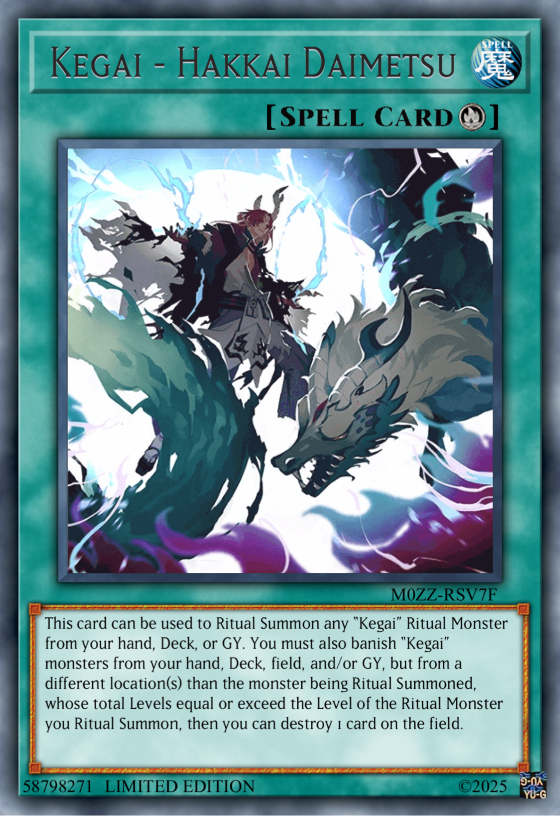 Kegai - Hakkai Daimetsu
SPELL
魔
[Spell Card]
M0ZZ-RSV7F
This card can be used to Ritual Summon any "Kegai" Ritual Monster
from your hand, Deck, or GY. You must also banish "Kegai"
monsters from your hand, Deck, field, and/or GY, but from a
different location(s) than the monster being Ritual Summoned,
whose total Levels equal or exceed the Level of the Ritual Monster
you Ritual Summon, then you can destroy 1 card on the field.
58798271 LIMITED EDITION
©2025
YU-G